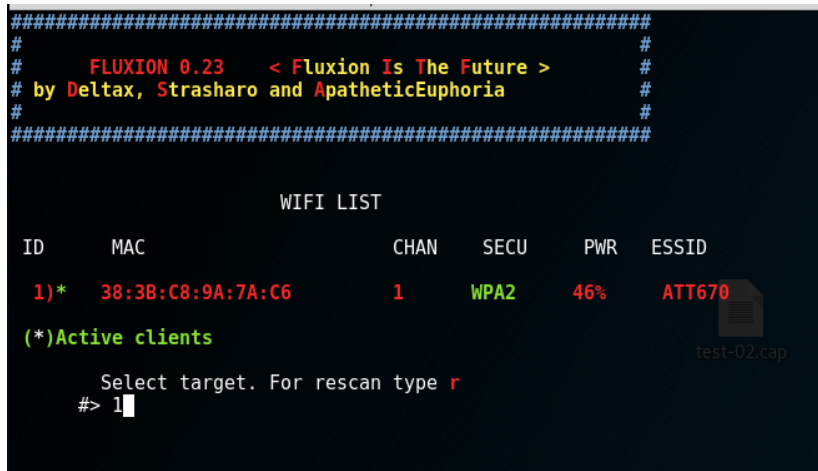 #########################################################
# #
# FLUXION 0.23 < Fluxion Is The Future > #
# by Deltax, Strasharo and ApatheticEuphoria #
# #
#########################################################
WIFI LIST
ID MAC CHAN SECU PWR ESSID
1)* 38:3B:C8:9A:7A:C6 1 WPA2 46% ATT670
(*)Active clients
test-02.cap
Select target. For rescan type r
#> 1